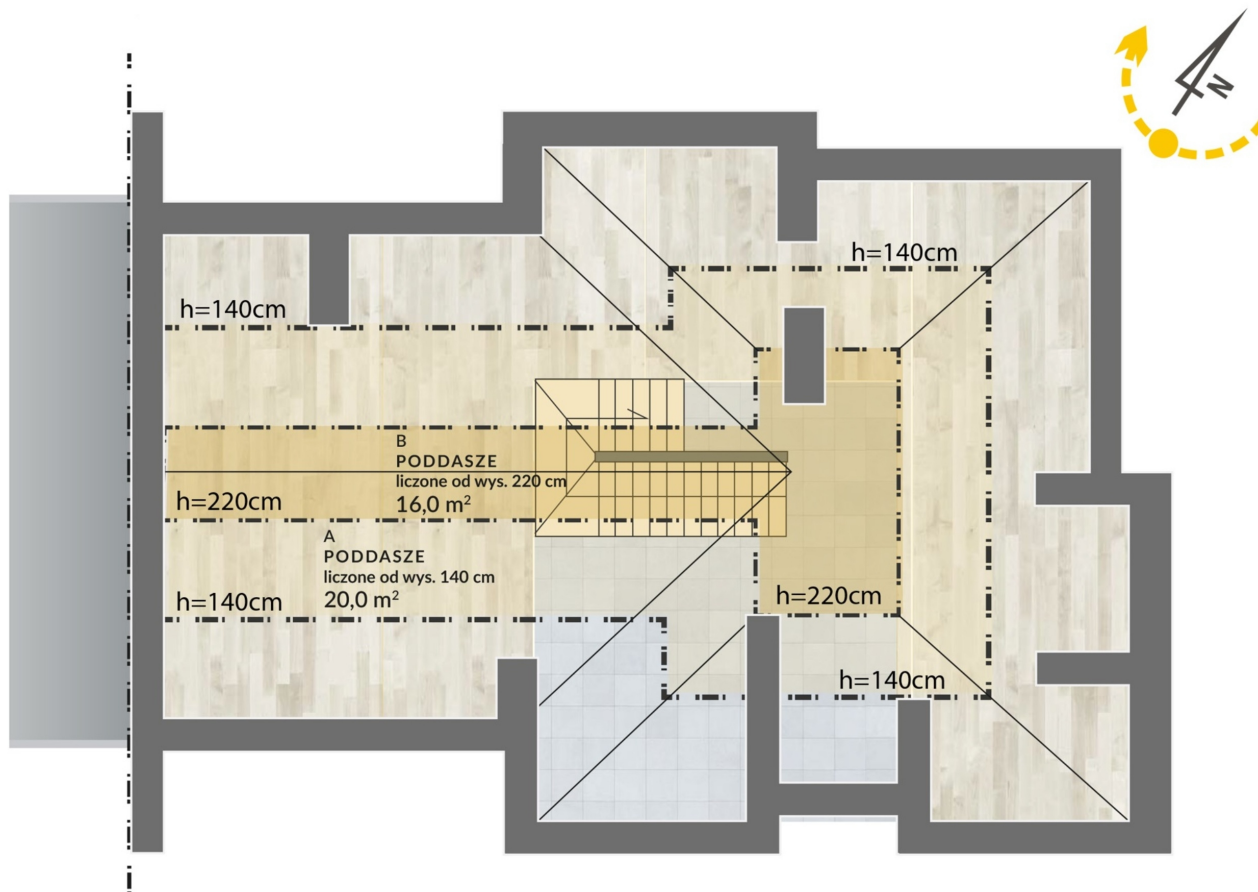 N
h=140cm
h=140cm
B
PODDASZE
liczone od wys. 220 cm
16,0 m²
h=220cm
A
PODDASZE
liczone od wys. 140 cm
20,0 m²
h=140cm
h=220cm
h=140cm